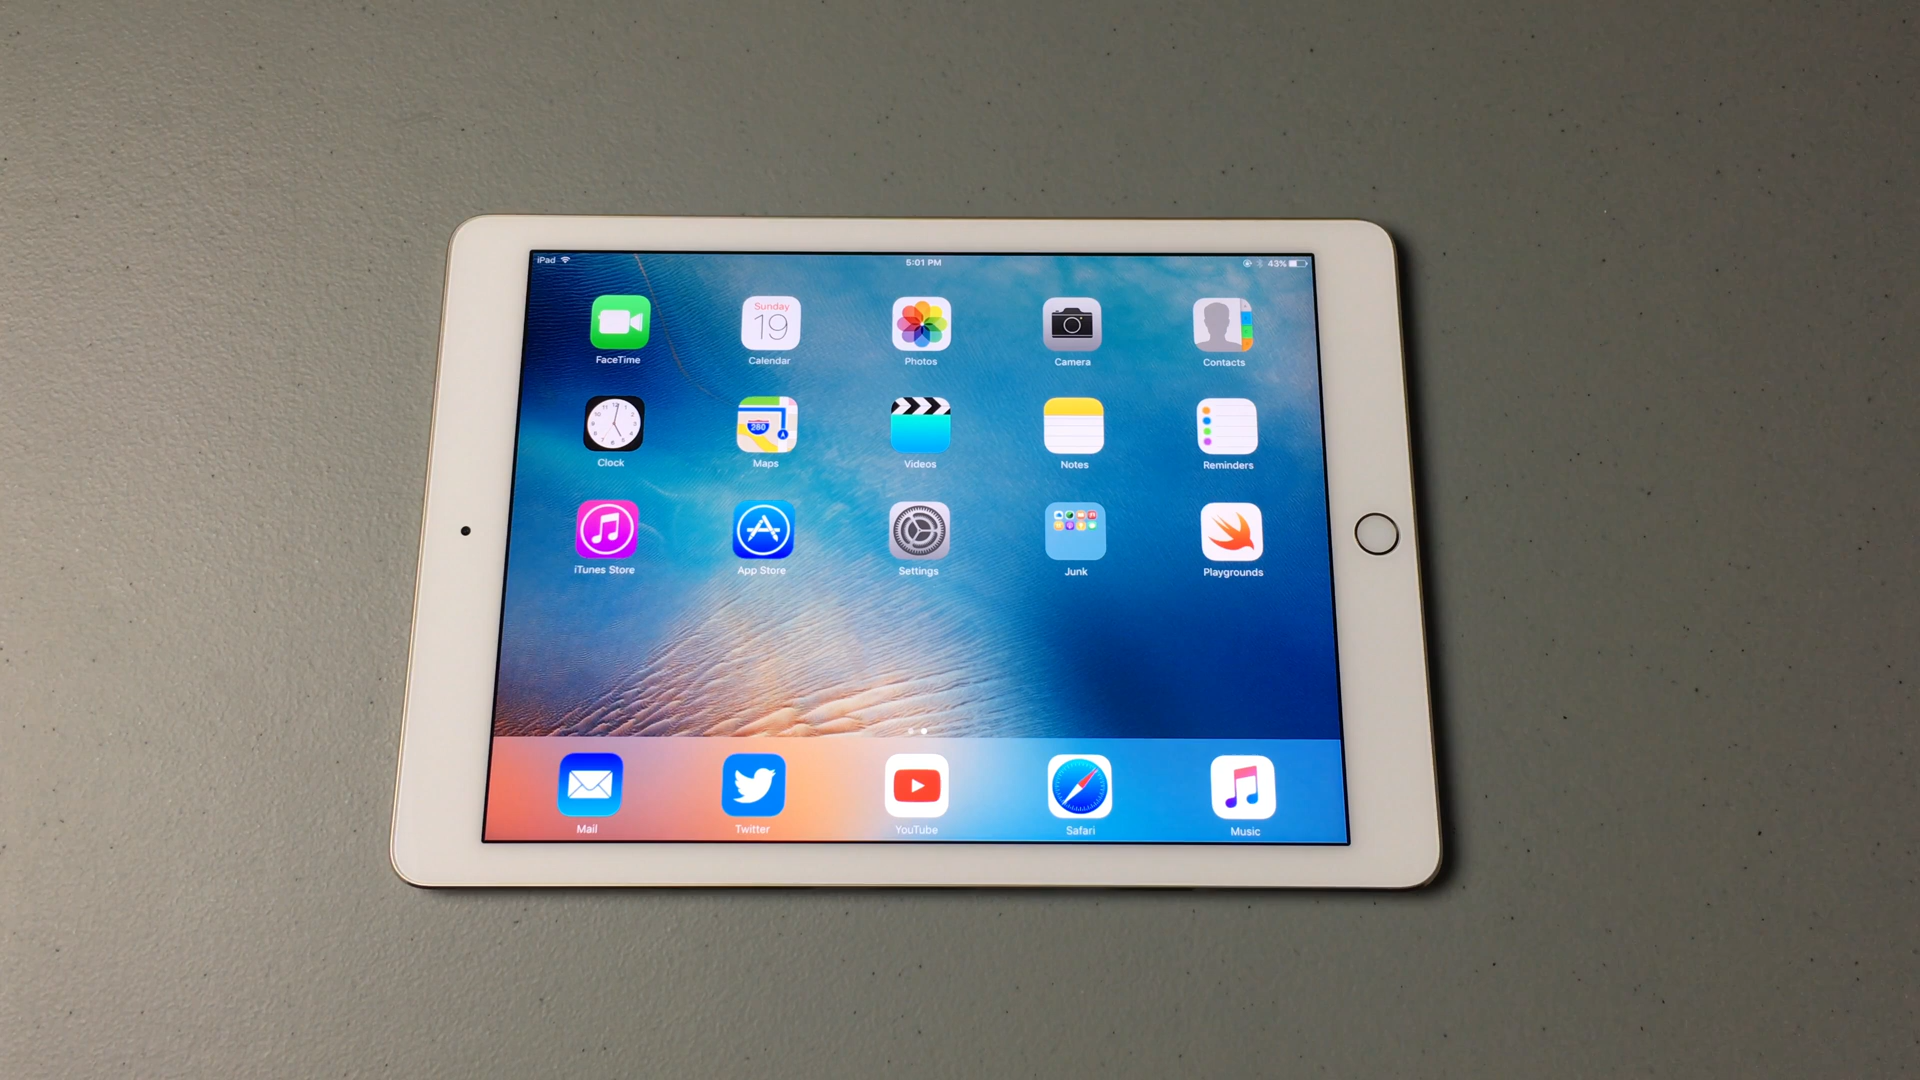 iPad
5:01 PM
43%
Sunday
19
FaceTime
Calendar
Photos
Camera
Contacts
280
Clock
Maps
Videos
Notes
Reminders
iTunes Store
App Store
Settings
Junk
Playgrounds
Mail
Twitter
YouTube
Safari
Music